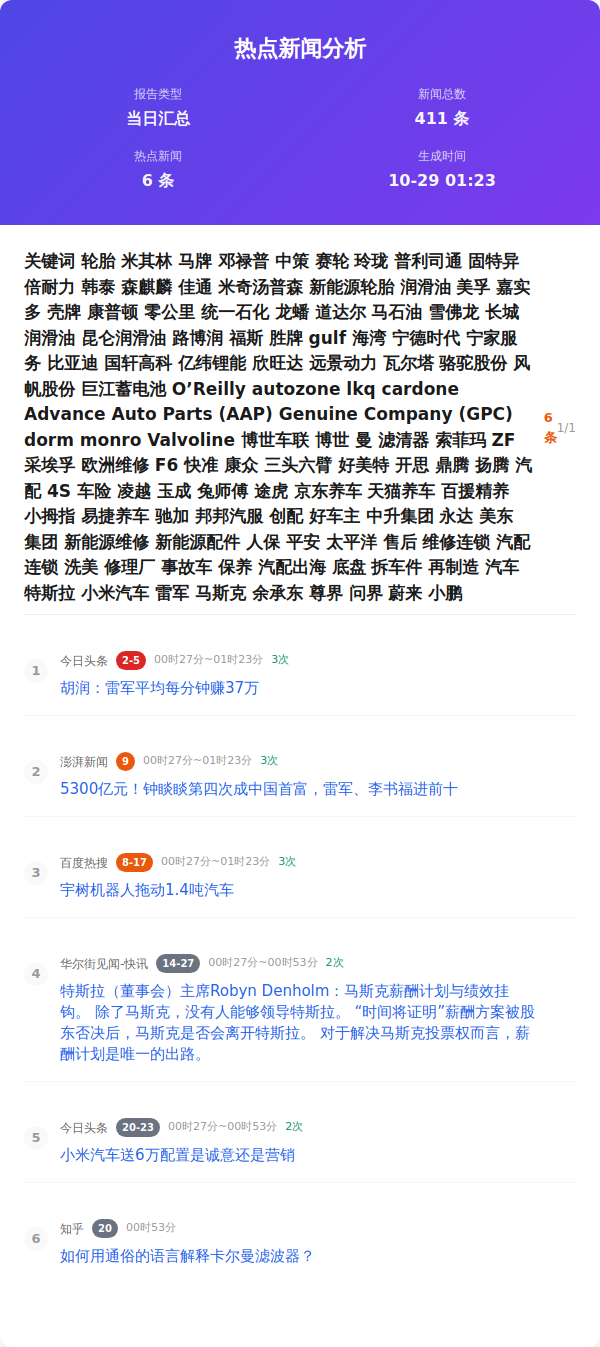 热点新闻分析
报告类型
当日汇总
新闻总数
411 条
热点新闻
6 条
生成时间
10-29 01:23
关键词 轮胎 米其林 马牌 邓禄普 中策 赛轮 玲珑 普利司通 固特异
倍耐力 韩泰 森麒麟 佳通 米奇汤普森 新能源轮胎 润滑油 美孚 嘉实
多 壳牌 康普顿 零公里 统一石化 龙蟠 道达尔 马石油 雪佛龙 长城
润滑油 昆仑润滑油 路博润 福斯 胜牌 gulf 海湾 宁德时代 宁家服
务 比亚迪 国轩高科 亿纬锂能 欣旺达 远景动力 瓦尔塔 骆驼股份 风
帆股份 巨江蓄电池 O’Reilly autozone lkq cardone
Advance Auto Parts (AAP) Genuine Company (GPC)
dorm monro Valvoline 博世车联 博世 曼 滤清器 索菲玛 ZF
采埃孚 欧洲维修 F6 快准 康众 三头六臂 好美特 开思 鼎腾 扬腾 汽
配 4S 车险 凌越 玉成 兔师傅 途虎 京东养车 天猫养车 百援精养
小拇指 易捷养车 驰加 邦邦汽服 创配 好车主 中升集团 永达 美东
集团 新能源维修 新能源配件 人保 平安 太平洋 售后 维修连锁 汽配
连锁 洗美 修理厂 事故车 保养 汽配出海 底盘 拆车件 再制造 汽车
特斯拉 小米汽车 雷军 马斯克 余承东 尊界 问界 蔚来 小鹏
6
条
1/1
1
今日头条 2-5 00时27分~01时23分 3次
胡润：雷军平均每分钟赚37万
2
澎湃新闻 9 00时27分~01时23分 3次
5300亿元！钟睒睒第四次成中国首富，雷军、李书福进前十
3
百度热搜 8-17 00时27分~01时23分 3次
宇树机器人拖动1.4吨汽车
4
华尔街见闻-快讯 14-27 00时27分~00时53分 2次
特斯拉（董事会）主席Robyn Denholm：马斯克薪酬计划与绩效挂
钩。 除了马斯克，没有人能够领导特斯拉。 “时间将证明”薪酬方案被股
东否决后，马斯克是否会离开特斯拉。 对于解决马斯克投票权而言，薪
酬计划是唯一的出路。
5
今日头条 20-23 00时27分~00时53分 2次
小米汽车送6万配置是诚意还是营销
6
知乎 20 00时53分
如何用通俗的语言解释卡尔曼滤波器？